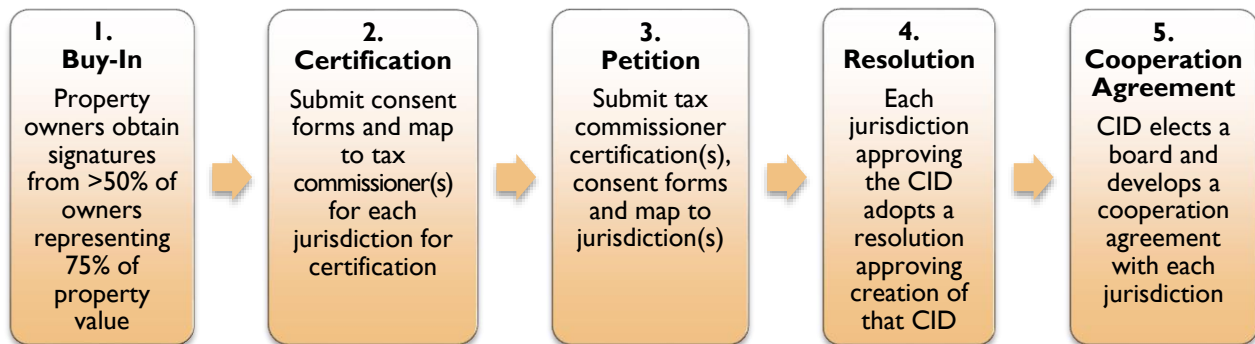 1.
Buy-In
Property
owners obtain
signatures
from >50% of
owners
representing
75% of
property
value
2.
Certification
Submit consent
forms and map
to tax
commissioner(s)
for each
jurisdiction for
certification
3.
Petition
Submit tax
commissioner
certification(s),
consent forms
and map to
jurisdiction(s)
4.
Resolution
Each
jurisdiction
approving
the CID
adopts a
resolution
approving
creation of
that CID
5.
Cooperation
Agreement
CID elects a
board and
develops a
cooperation
agreement
with each
jurisdiction